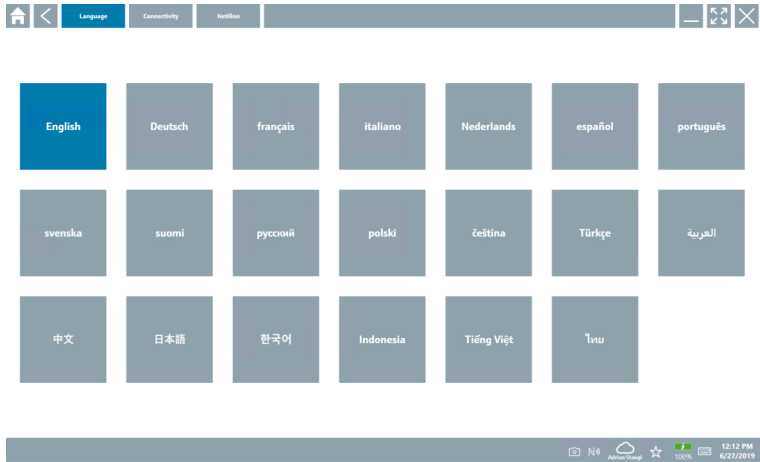 Language Connectivity Netilion
English Deutsch français italiano Nederlands español português
svenska suomi русский polski čeština Türkçe العربية
中文 日本語 한국어 Indonesia Tiếng Việt ไทย
12:12 PM
Adrian Stangl 100% 6/27/2019